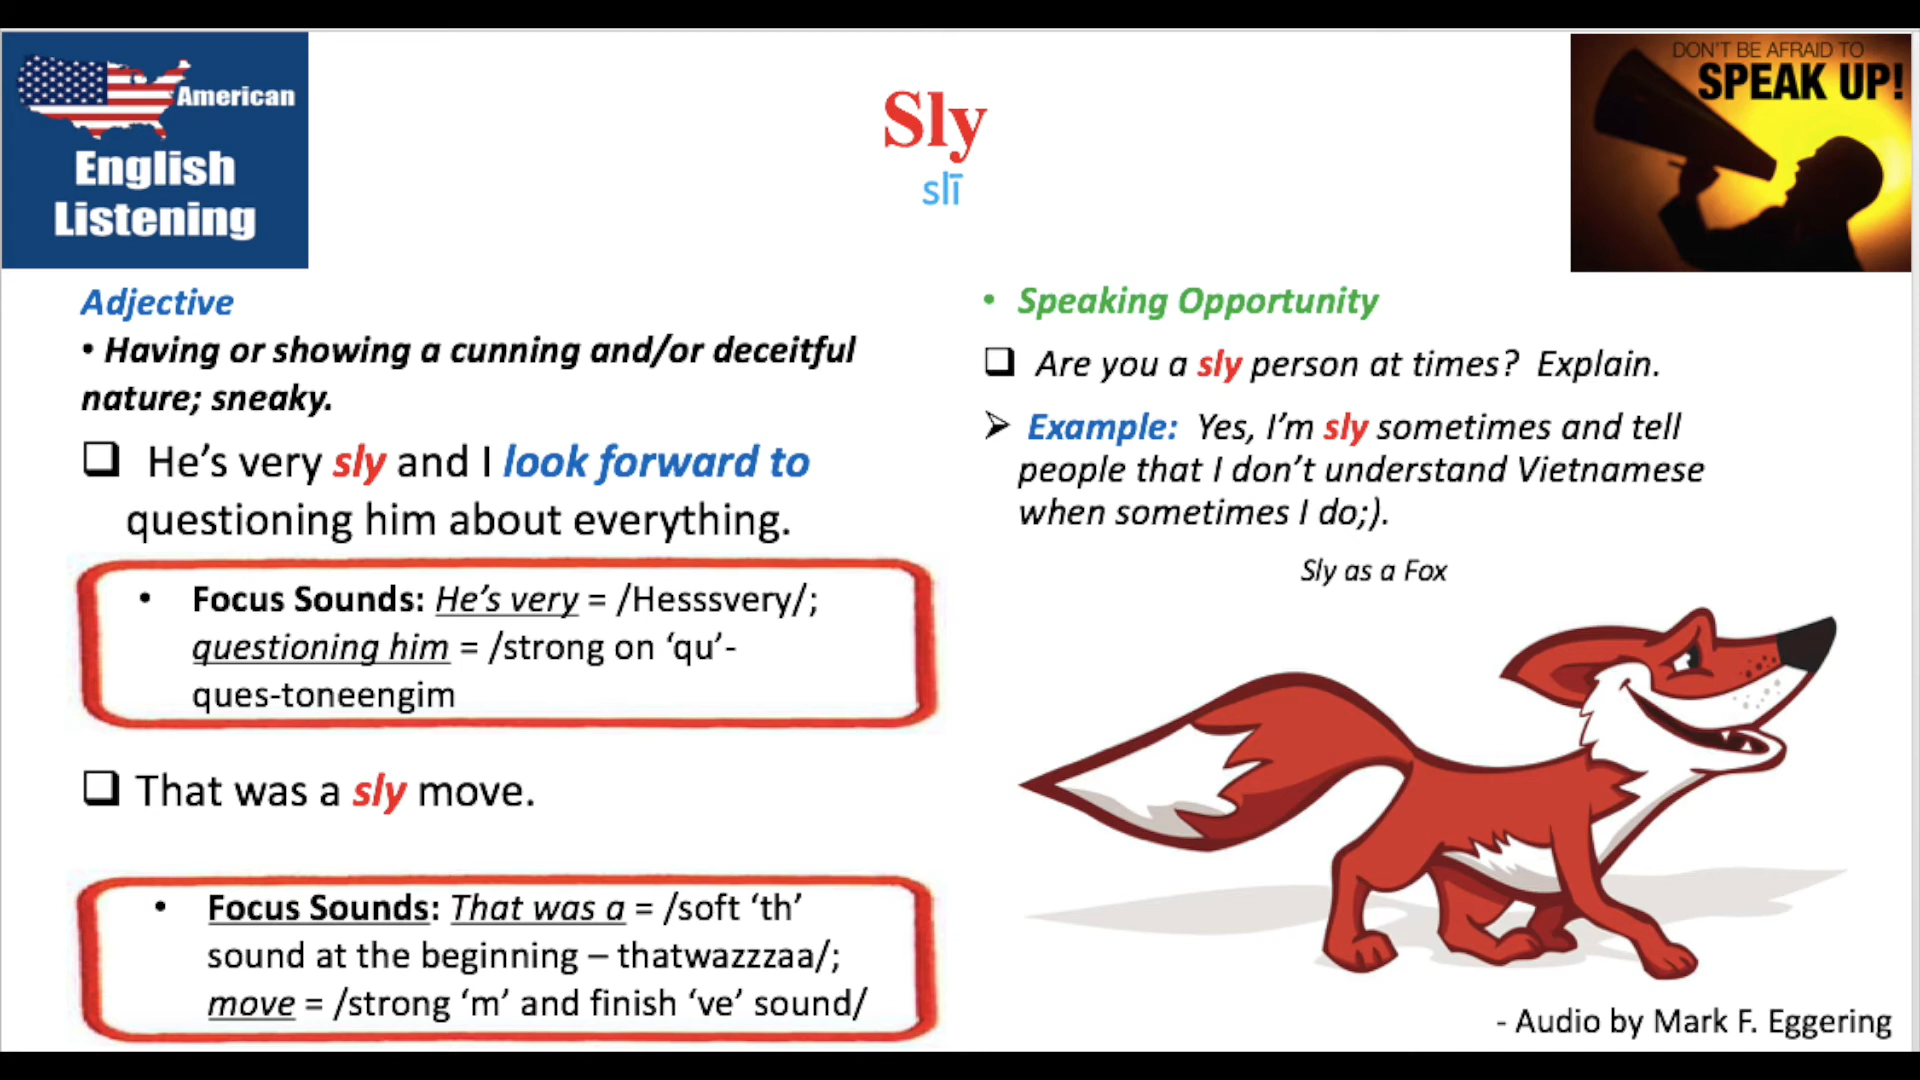 American
English
Listening
Sly
slī
DON'T BE AFRAID TO
SPEAK UP!
Adjective
• Having or showing a cunning and/or deceitful
nature; sneaky.
❑ He's very sly and I look forward to
questioning him about everything.
• Focus Sounds: He's very = /Hesssvery/;
questioning him = /strong on ‘qu’-
ques-toneengim
❑ That was a sly move.
• Focus Sounds: That was a = /soft ‘th’
sound at the beginning – thatwazzzaa/;
move = /strong ‘m’ and finish ‘ve’ sound/
• Speaking Opportunity
❑ Are you a sly person at times? Explain.
➢ Example: Yes, I'm sly sometimes and tell
people that I don't understand Vietnamese
when sometimes I do;).
Sly as a Fox
- Audio by Mark F. Eggering